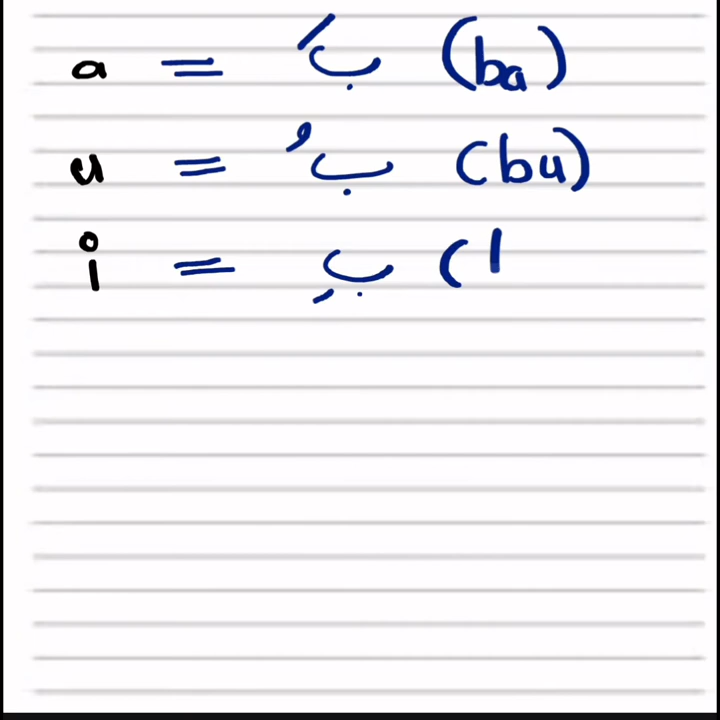 a = بَ (ba)
u = بُ (bu)
i = بِ (